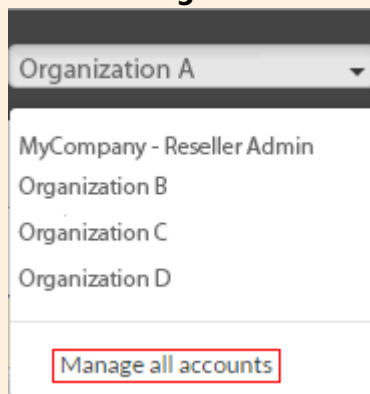 Organization A
MyCompany - Reseller Admin
Organization B
Organization C
Organization D
Manage all accounts